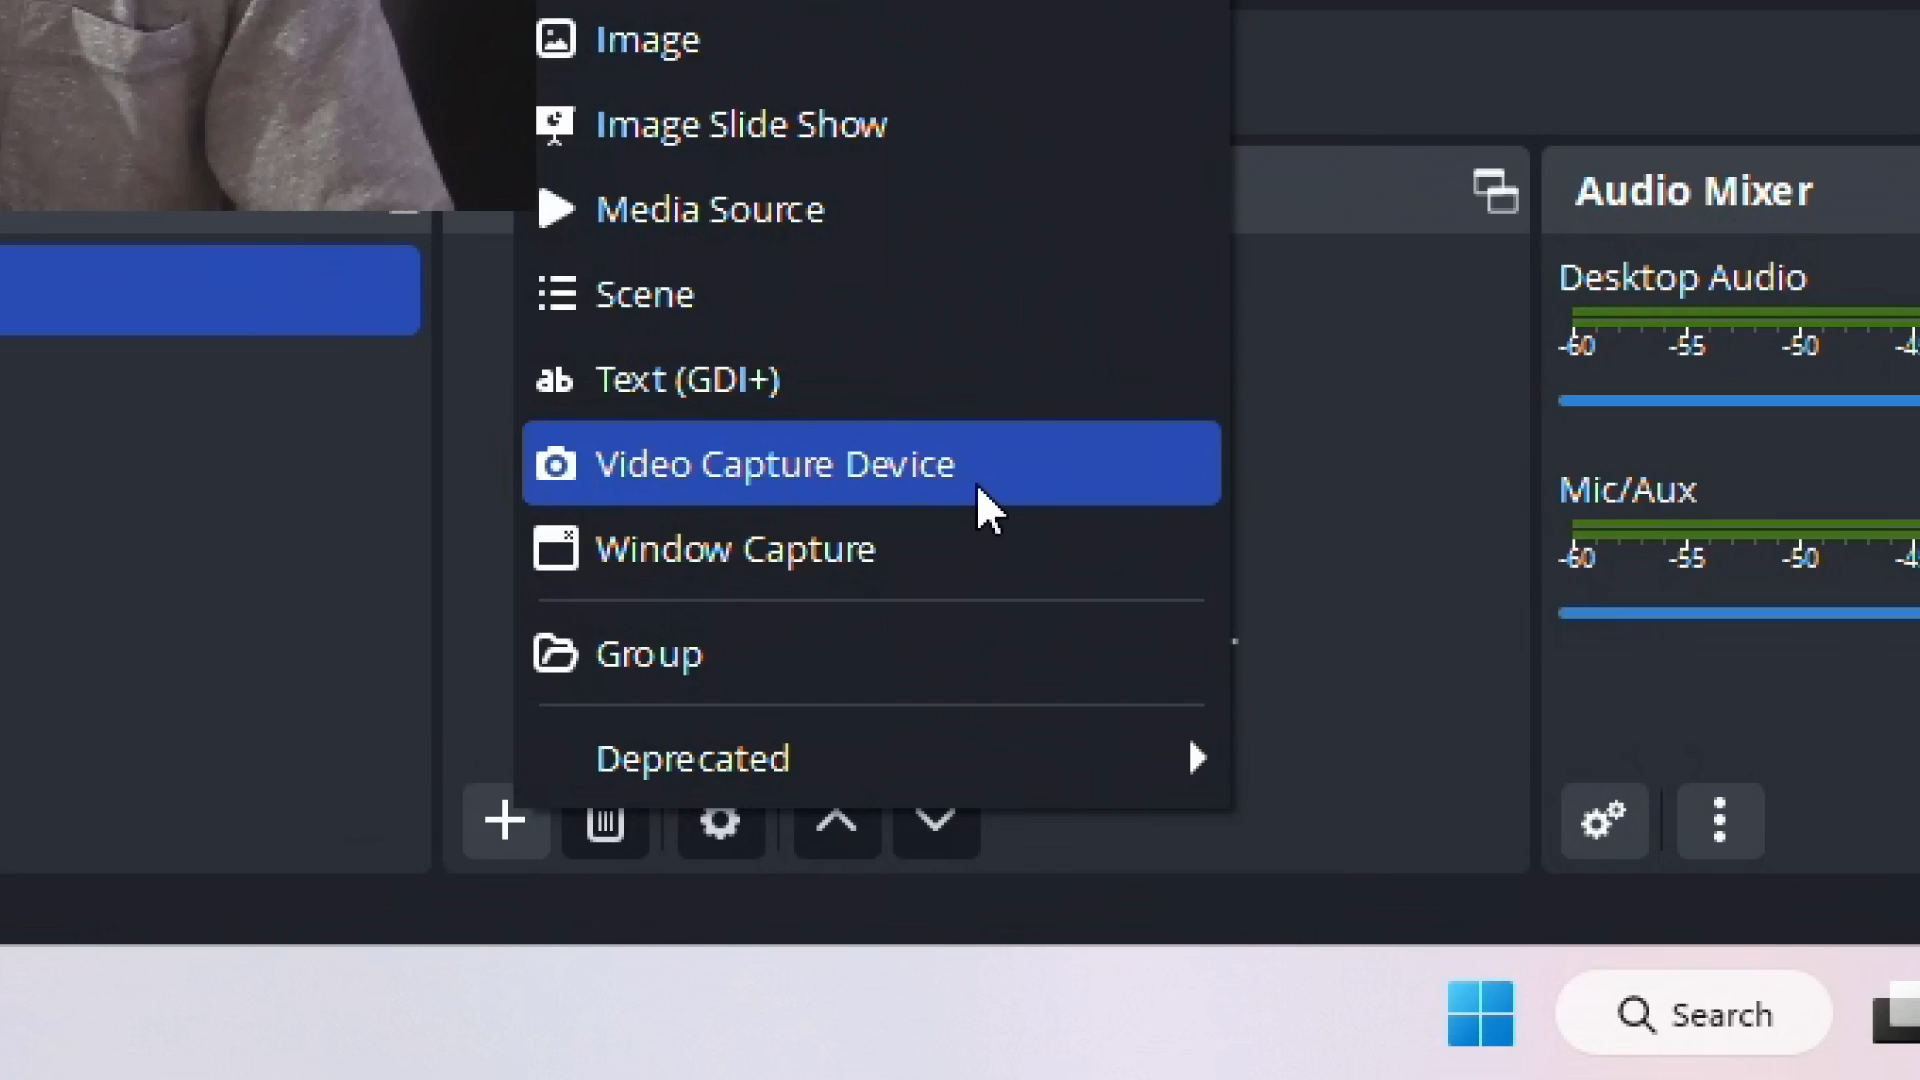 Image
Image Slide Show
Media Source
Scene
ab Text (GDI+)
Video Capture Device
Window Capture
Group
Deprecated
Audio Mixer
Desktop Audio
-60 -55 -50
Mic/Aux
-60 -55 -50
Search